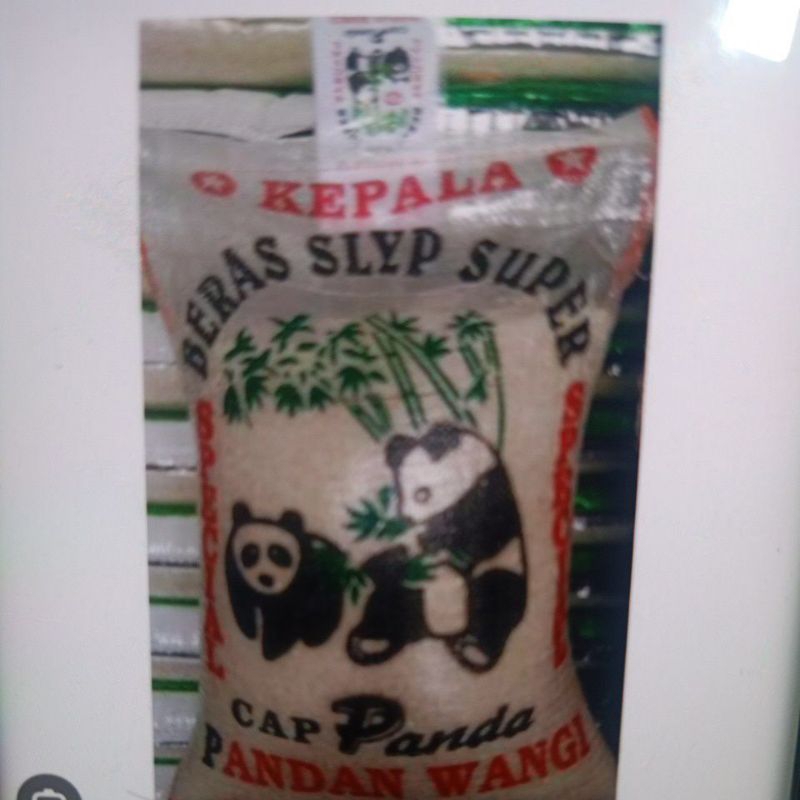 KEPALA
BERAS SLYP SUPER
SPECIAL
SPECIAL
CAP Panda
PANDAN WANGI